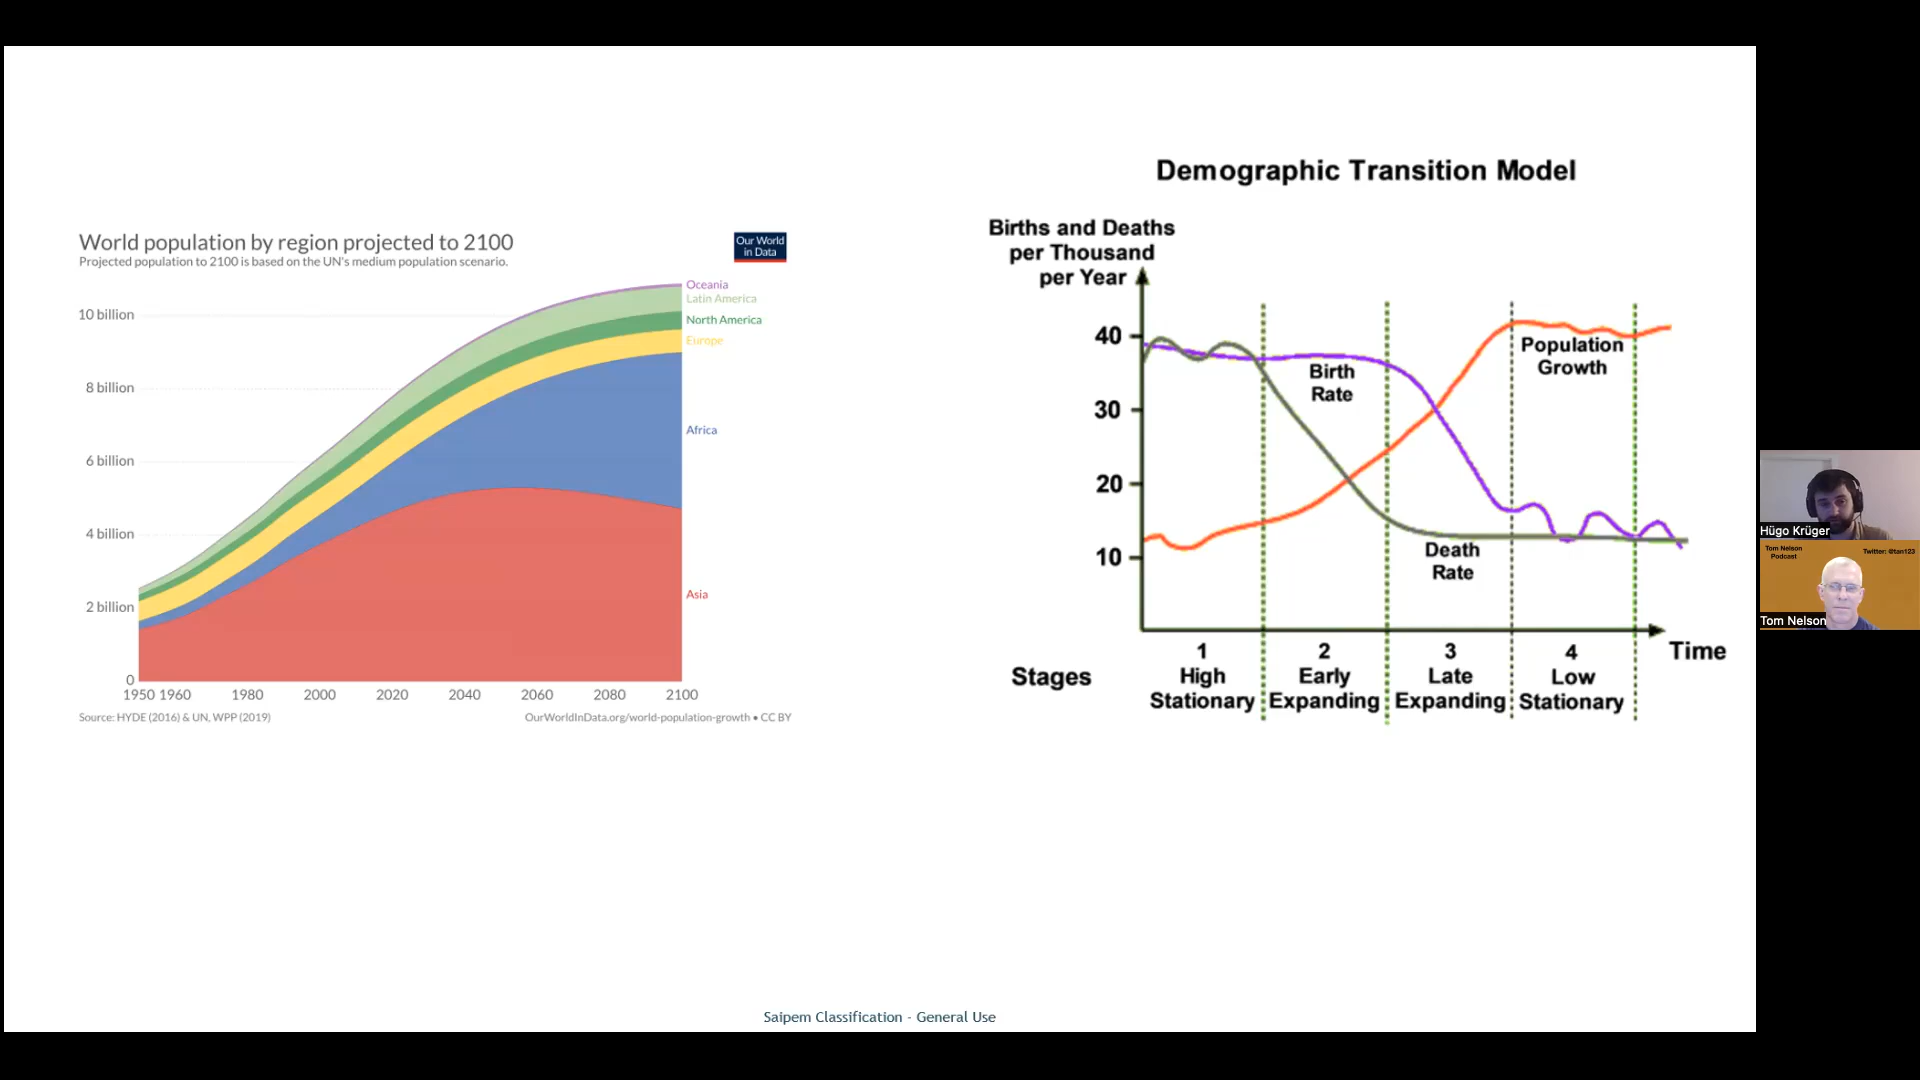 World population by region projected to 2100
Projected population to 2100 is based on the UN's medium population scenario.
Our World
in Data
10 billion
8 billion
6 billion
4 billion
2 billion
0
1950 1960 1980 2000 2020 2040 2060 2080 2100
Oceania
Latin America
North America
Europe
Africa
Asia
Source: HYDE (2016) & UN, WPP (2019)
OurWorldInData.org/world-population-growth • CC BY
Demographic Transition Model
Births and Deaths
per Thousand
per Year
40
30
20
10
Birth
Rate
Death
Rate
Population
Growth
Time
Stages
1
High
Stationary
2
Early
Expanding
3
Late
Expanding
4
Low
Stationary
Saipem Classification - General Use
Hügo Krüger
Tom Nelson
Podcast
Twitter: @tan123
Tom Nelson